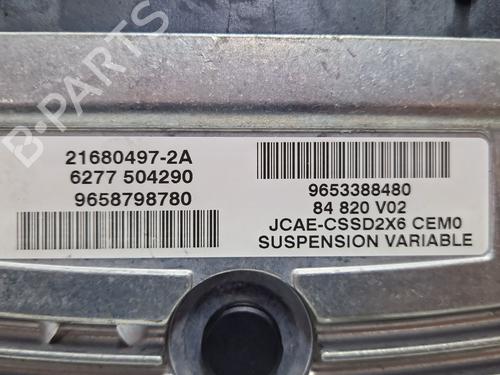 B-PARTS
21680497-2A
6277 504290
9658798780
9653388480
84 820 V02
JCAE-CSSD2X6 CEM0
SUSPENSION VARIABLE